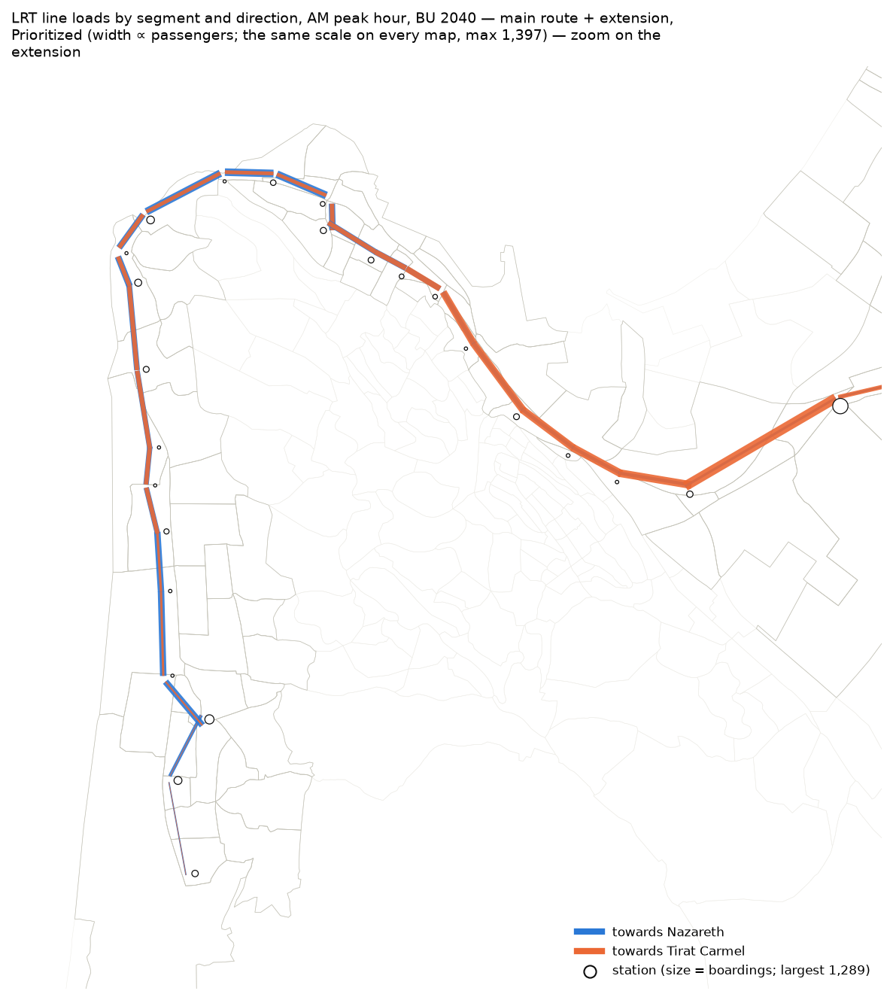 LRT line loads by segment and direction, AM peak hour, BU 2040 — main route + extension,
Prioritized (width ∝ passengers; the same scale on every map, max 1,397) — zoom on the
extension
towards Nazareth
towards Tirat Carmel
station (size = boardings; largest 1,289)